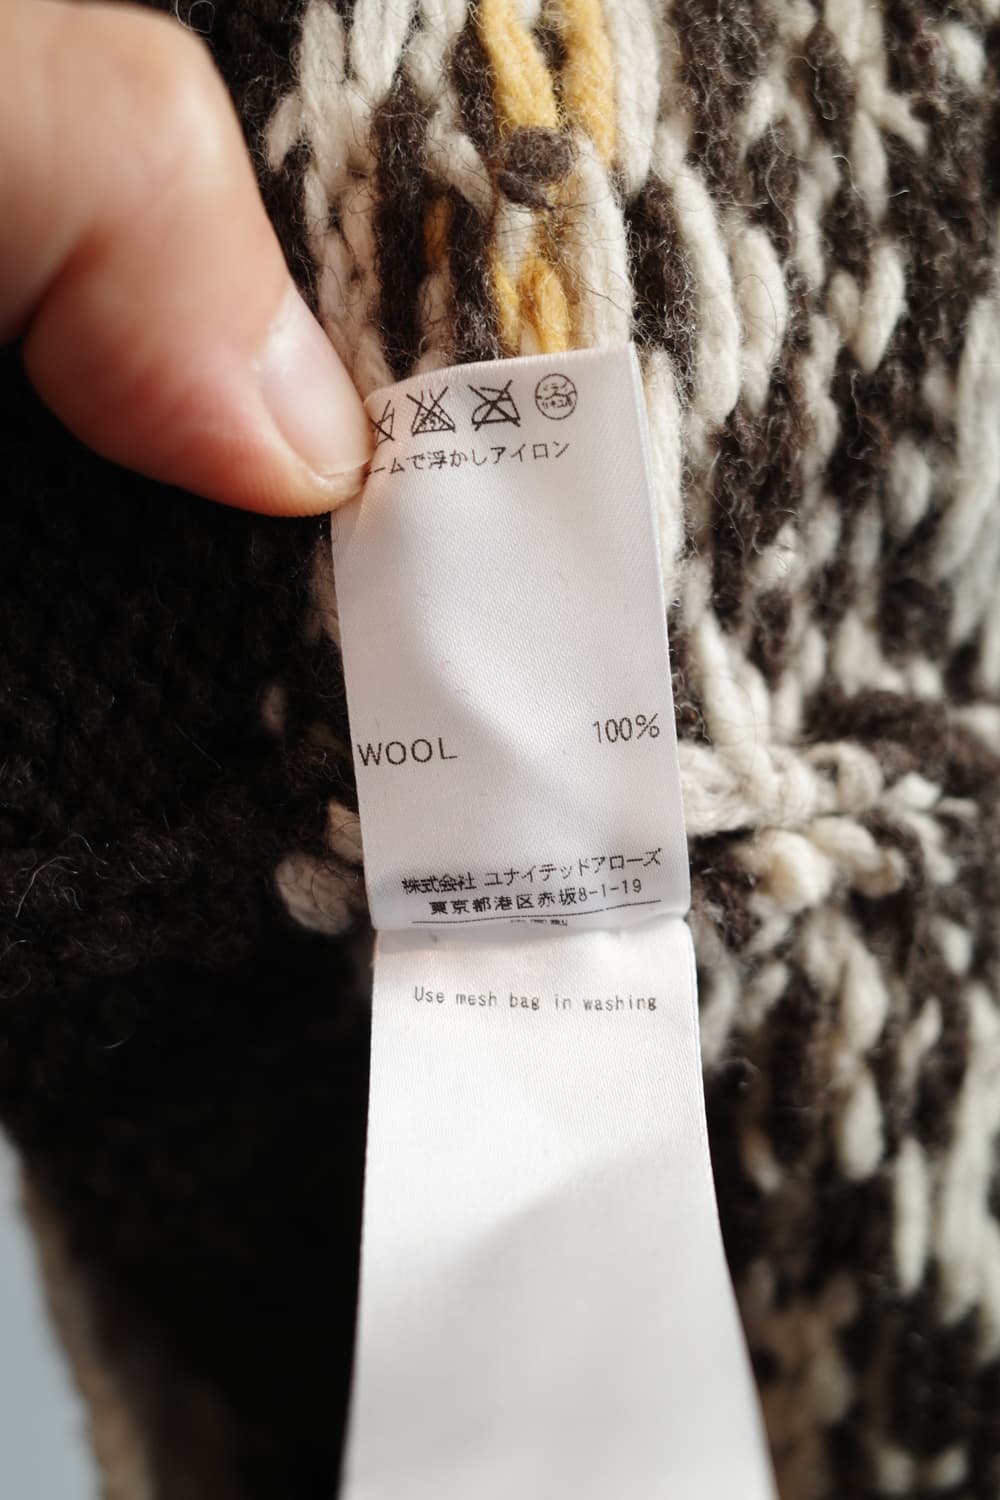 ームで浮かしアイロン
WOOL 100%
株式会社 ユナイテッドアローズ
東京都港区赤坂8-1-19
Use mesh bag in washing